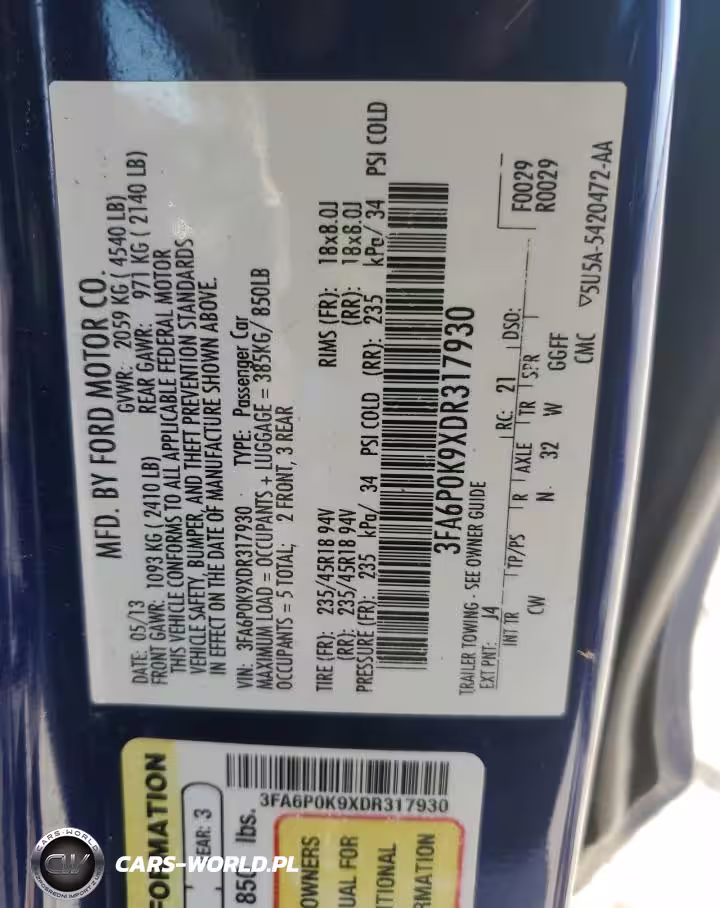 MFD. BY FORD MOTOR CO.
DATE: 05/13 GVWR: 2059 KG ( 4540 LB)
FRONT GAWR: 1093 KG ( 2410 LB) REAR GAWR: 971 KG ( 2140 LB)
THIS VEHICLE CONFORMS TO ALL APPLICABLE FEDERAL MOTOR
VEHICLE SAFETY, BUMPER, AND THEFT PREVENTION STANDARDS
IN EFFECT ON THE DATE OF MANUFACTURE SHOWN ABOVE.
VIN: 3FA6P0K9XDR317930 TYPE: Passenger Car
MAXIMUM LOAD = OCCUPANTS + LUGGAGE = 385KG/ 850LB
OCCUPANTS = 5 TOTAL; 2 FRONT, 3 REAR
TIRE (FR): 235/45R18 94V RIMS (FR): 18x8.0J
(RR): 235/45R18 94V (RR): 18x8.0J
PRESSURE (FR): 235 kPa/ 34 PSI COLD (RR): 235 kPa/ 34 PSI COLD
3FA6P0K9XDR317930
F0029
R0029
TRAILER TOWING - SEE OWNER GUIDE
EXT PNT: J4 RC: 21 DSO:
INT TR TP/PS R AXLE TR SPR
CW N 32 W GGFF
CMC 5U5A-5420472-AA
FORMATION
EAR: 3
850 lbs.
3FA6P0K9XDR317930
OWNERS
UAL FOR
ITIONAL
RMATION
CARS-WORLD
CW
CARS-WORLD.PL